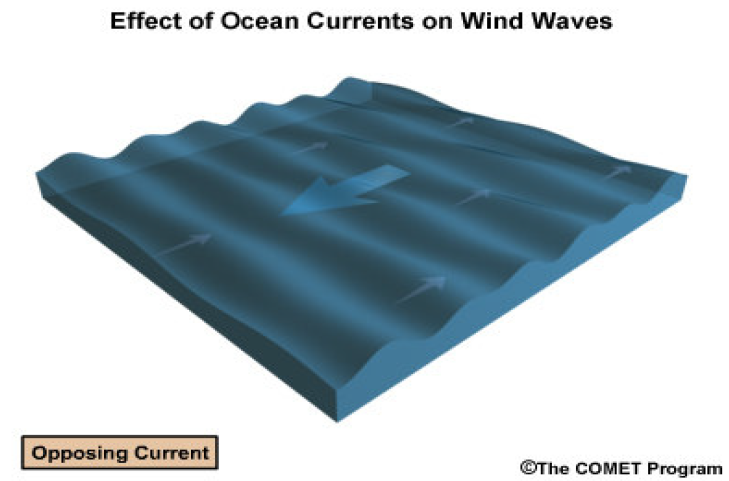 Effect of Ocean Currents on Wind Waves
Opposing Current
©The COMET Program